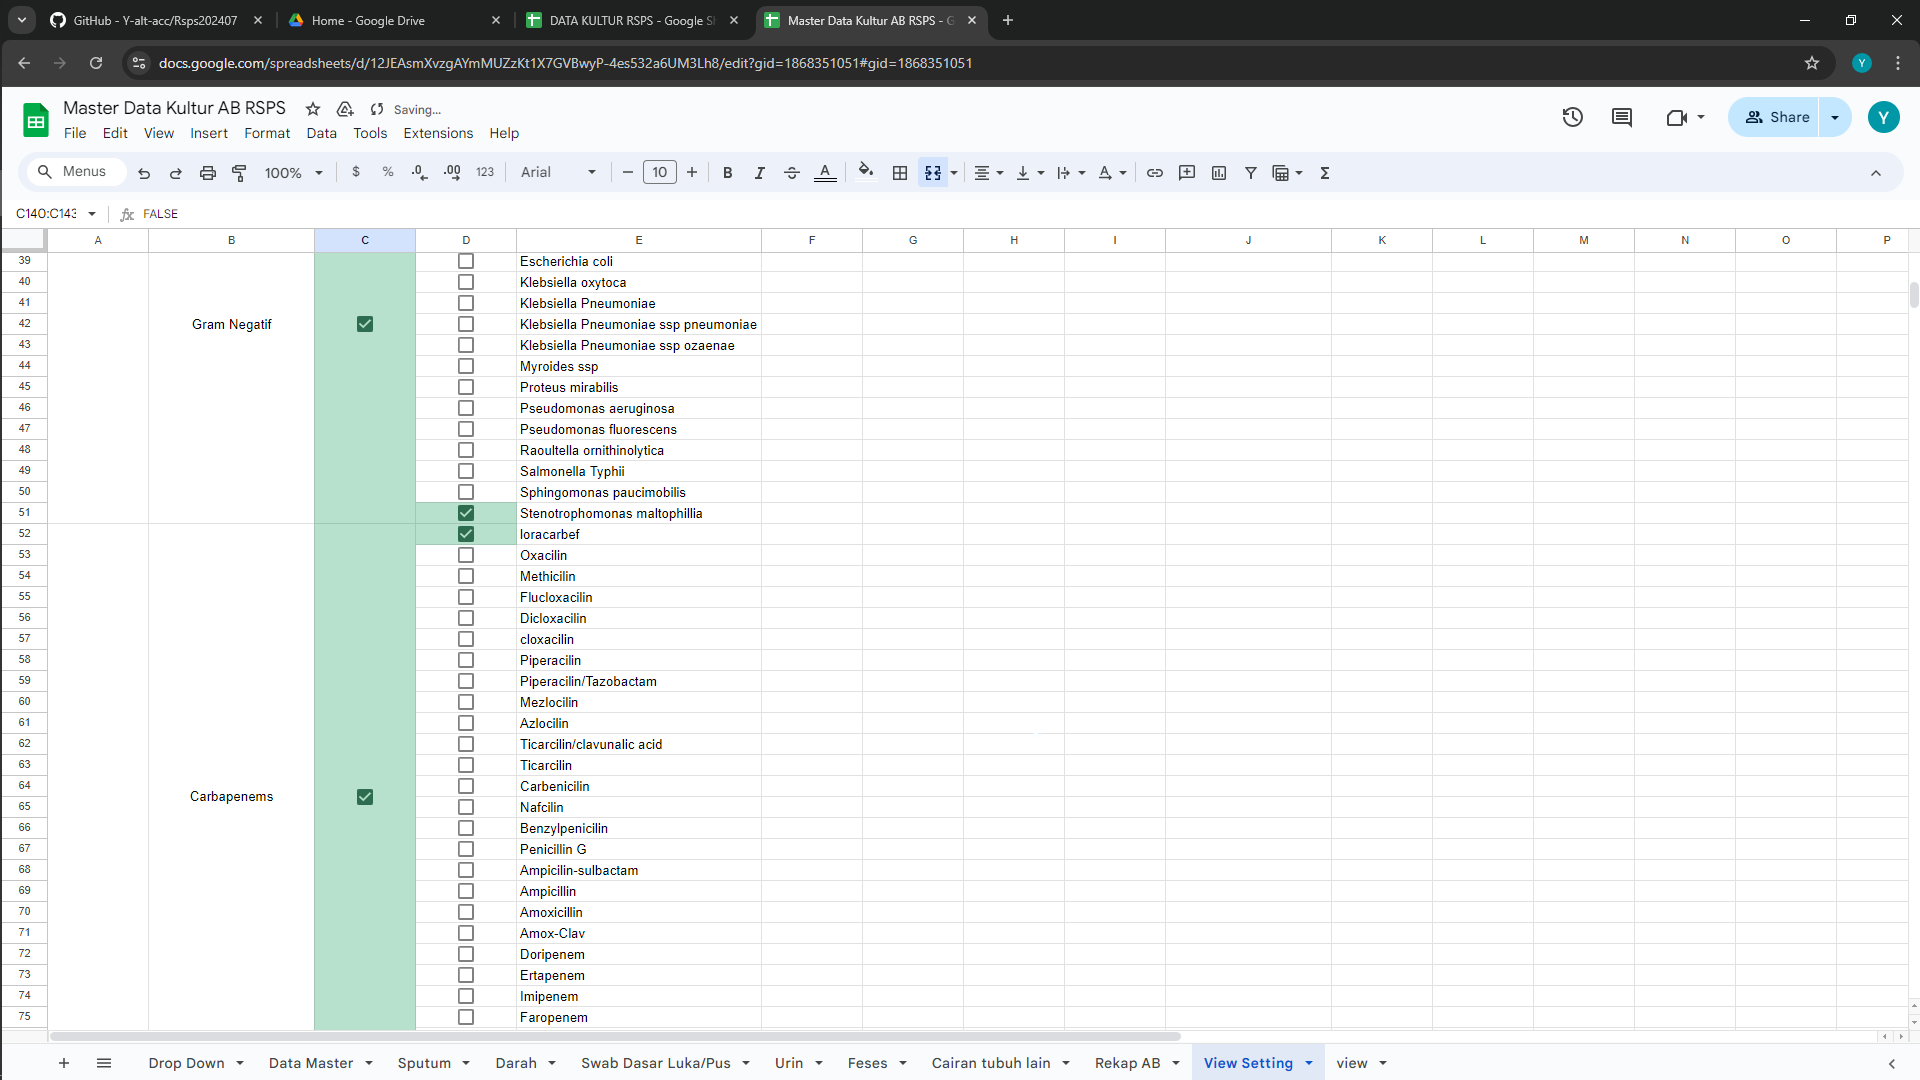 GitHub - Y-alt-acc/Rsps202407
Home - Google Drive
DATA KULTUR RSPS - Google Sh
Master Data Kultur AB RSPS - G
docs.google.com/spreadsheets/d/12JEAsmXvzgAYmMUZzKt1X7GVBwyP-4es532a6UM3Lh8/edit?gid=1868351051#gid=1868351051
Y
Master Data Kultur AB RSPS
Saving...
File Edit View Insert Format Data Tools Extensions Help
Share
Y
Menus
100%
$ % .0 .00 123
Arial
10
B I A
C140:C143
fx FALSE
A B C D E F G H I J K L M N O P
39 Escherichia coli
40 Klebsiella oxytoca
41 Klebsiella Pneumoniae
42 Gram Negatif Klebsiella Pneumoniae ssp pneumoniae
43 Klebsiella Pneumoniae ssp ozaenae
44 Myroides ssp
45 Proteus mirabilis
46 Pseudomonas aeruginosa
47 Pseudomonas fluorescens
48 Raoultella ornithinolytica
49 Salmonella Typhii
50 Sphingomonas paucimobilis
51 Stenotrophomonas maltophillia
52 loracarbef
53 Oxacilin
54 Methicilin
55 Flucloxacilin
56 Dicloxacilin
57 cloxacilin
58 Piperacilin
59 Piperacilin/Tazobactam
60 Mezlocilin
61 Azlocilin
62 Ticarcilin/clavunalic acid
63 Ticarcilin
64 Carbenicilin
Carbapenems
65 Nafcilin
66 Benzylpenicilin
67 Penicillin G
68 Ampicilin-sulbactam
69 Ampicillin
70 Amoxicillin
71 Amox-Clav
72 Doripenem
73 Ertapenem
74 Imipenem
75 Faropenem
Drop Down Data Master Sputum Darah Swab Dasar Luka/Pus Urin Feses Cairan tubuh lain Rekap AB View Setting view